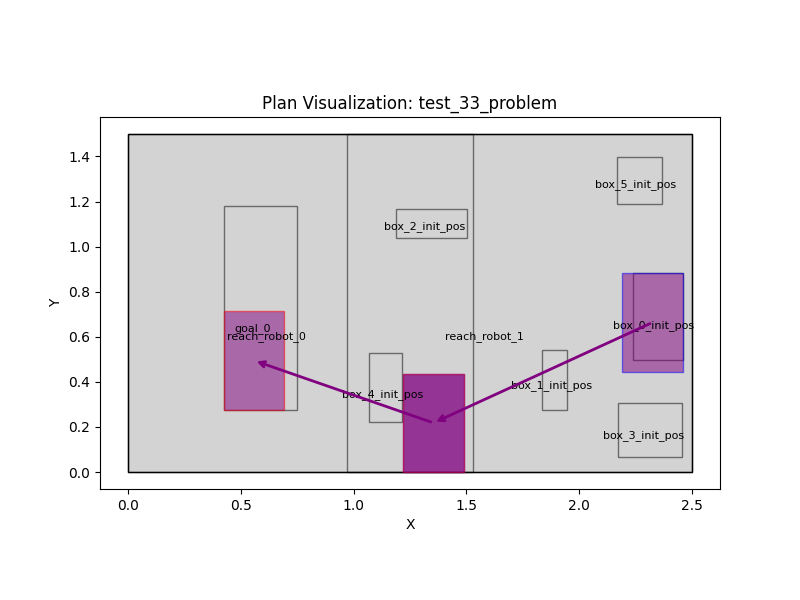 Plan Visualization: test_33_problem
1.4
1.2
1.0
0.8
0.6
0.4
0.2
0.0
Y
box_5_init_pos
box_2_init_pos
box_0_init_pos
goal_0
reach_robot_0
reach_robot_1
box_1_init_pos
box_4_init_pos
box_3_init_pos
0.0 0.5 1.0 1.5 2.0 2.5
X